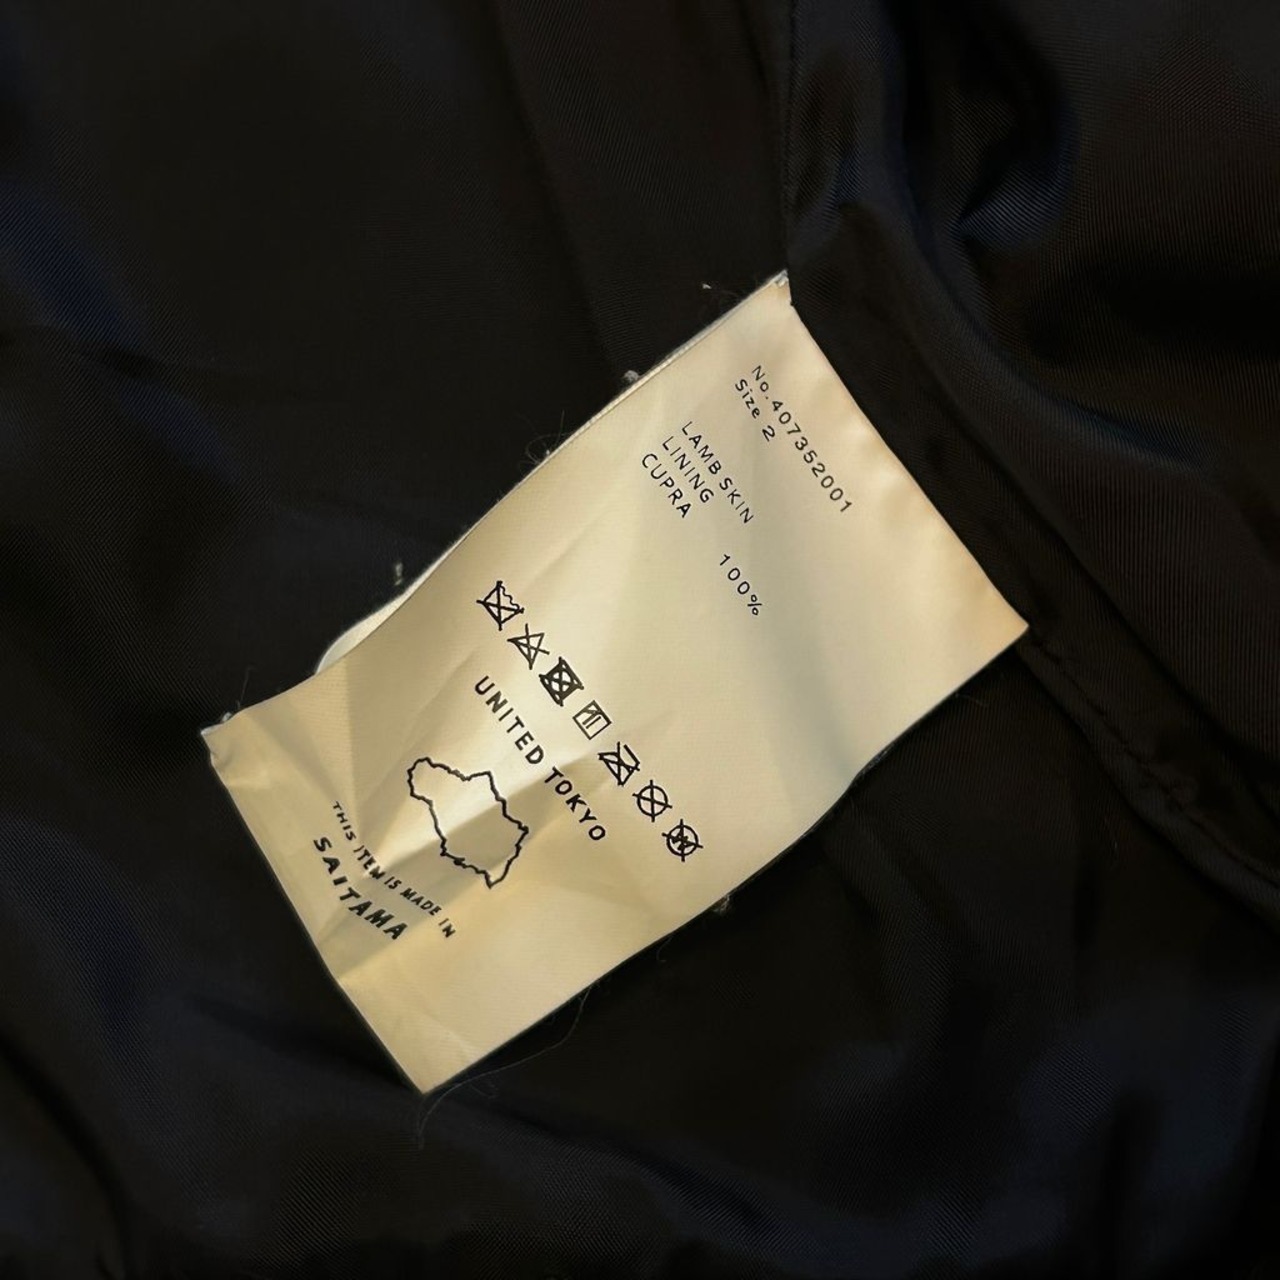 No.407352001
Size 2
LAMB SKIN 100%
LINING
CUPRA
UNITED TOKYO
THIS ITEM IS MADE IN
SAITAMA